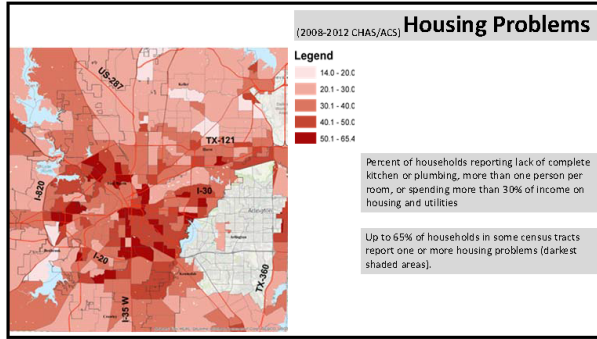 (2008-2012 CHAS/ACS) Housing Problems
Legend
14.0 - 20.0
20.1 - 30.0
30.1 - 40.0
40.1 - 50.0
50.1 - 65.4
US-287
TX-121
I-820
I-30
I-20
TX-360
I-35 W
Arlington
Percent of households reporting lack of complete
kitchen or plumbing, more than one person per
room, or spending more than 30% of income on
housing and utilities
Up to 65% of households in some census tracts
report one or more housing problems (darkest
shaded areas).